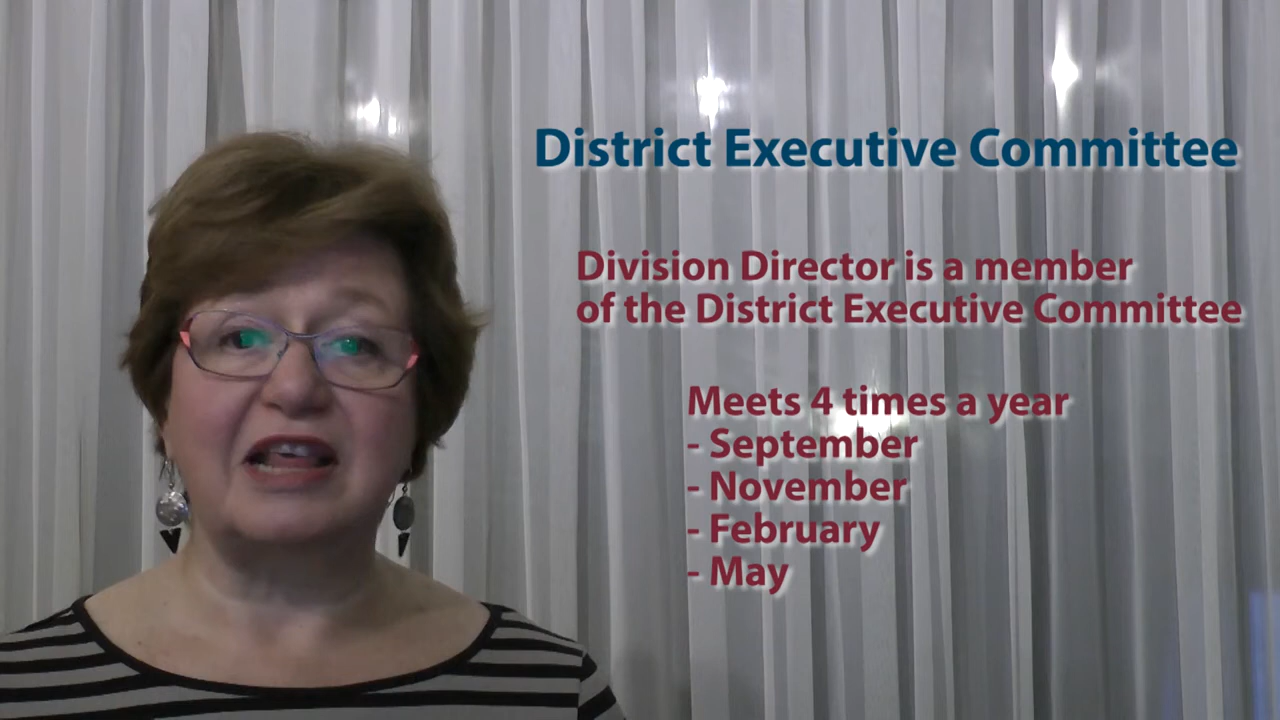 District Executive Committee
Division Director is a member
of the District Executive Committee
Meets 4 times a year
- September
- November
- February
- May